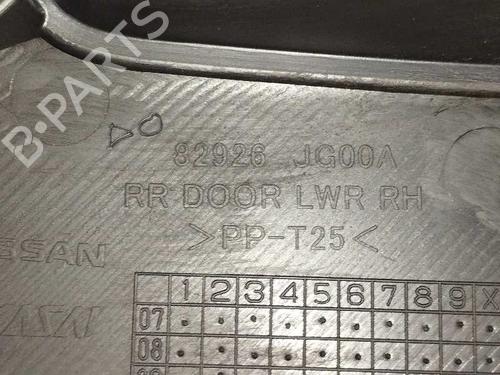 B-PARTS
82926 JG00A
RR DOOR LWR RH
>PP-T25<
NISSAN
1 2 3 4 5 6 7 8 9 X
07
08